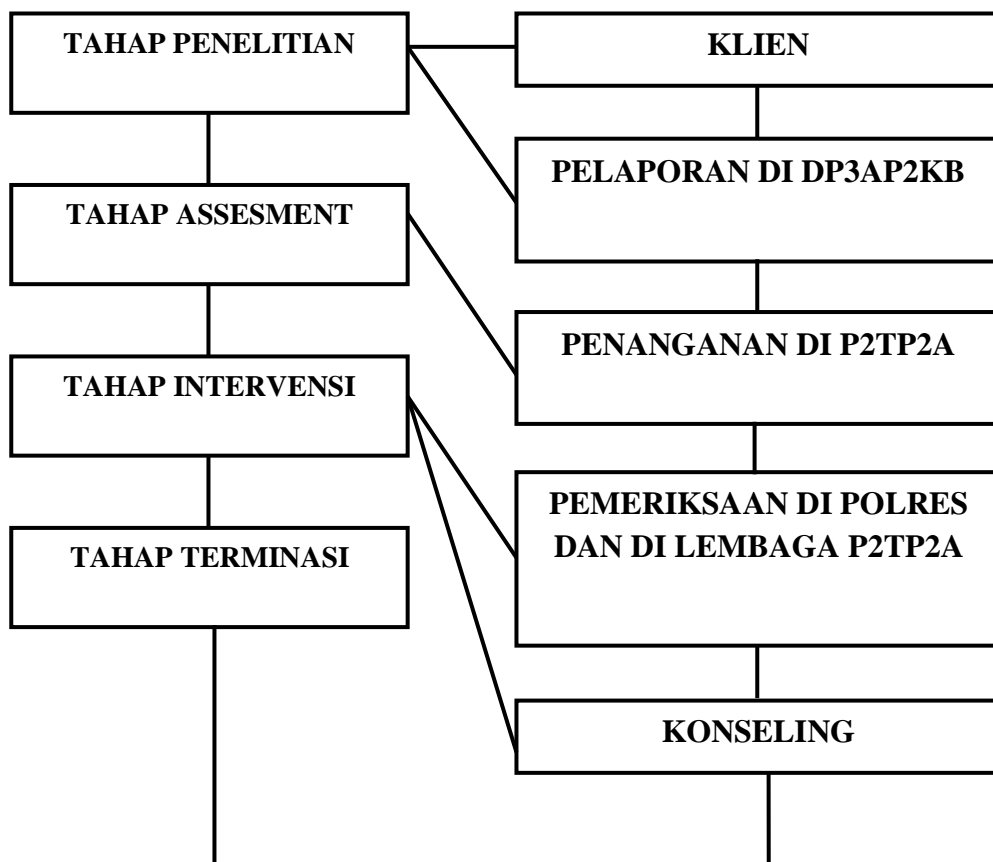 TAHAP PENELITIAN
KLIEN
PELAPORAN DI DP3AP2KB
TAHAP ASSESMENT
PENANGANAN DI P2TP2A
TAHAP INTERVENSI
PEMERIKSAAN DI POLRES
DAN DI LEMBAGA P2TP2A
TAHAP TERMINASI
KONSELING